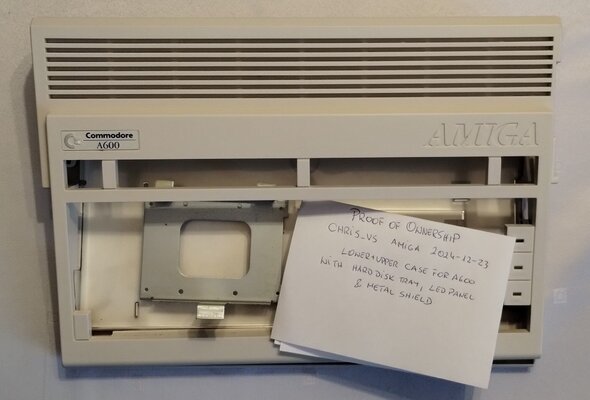 Commodore
A600
AMIGA
PROOF OF OWNERSHIP
CHRIS_VS AMIGA 2024-12-23
LOWER+UPPER CASE FOR A600
WITH HARD DISK TRAY, LED PANEL
& METAL SHIELD